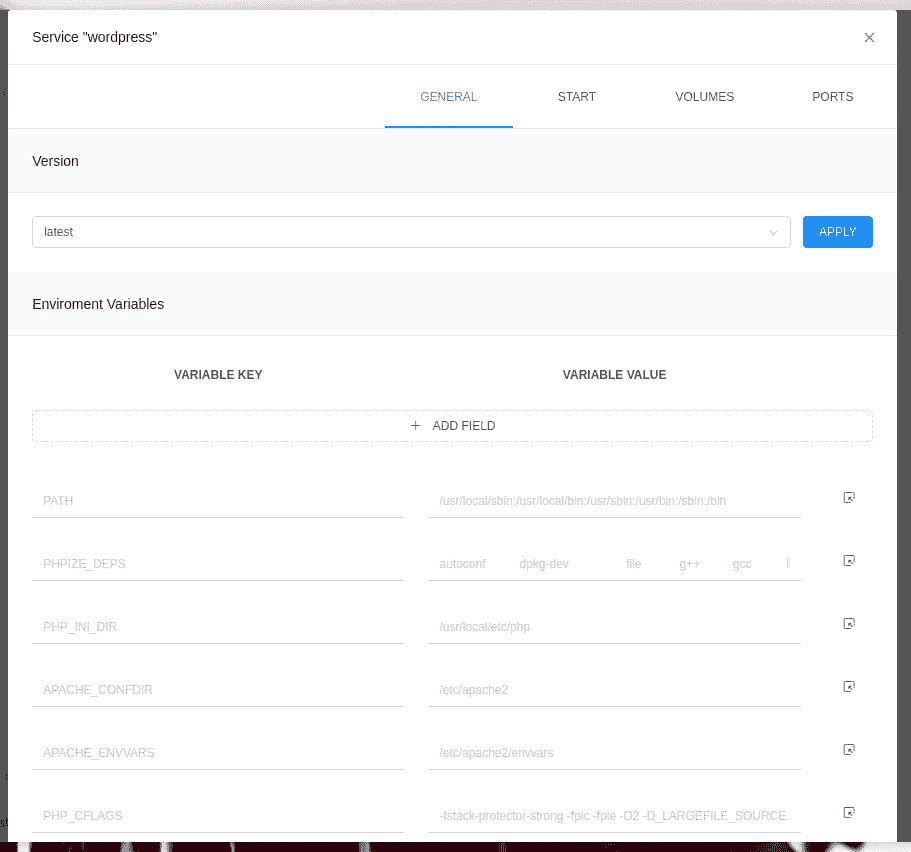 Service "wordpress"
GENERAL START VOLUMES PORTS
Version
latest APPLY
Enviroment Variables
VARIABLE KEY VARIABLE VALUE
+ ADD FIELD
PATH /usr/local/sbin:/usr/local/bin:/usr/sbin:/usr/bin:/sbin:/bin
PHPIZE_DEPS autoconf dpkg-dev file g++ gcc
PHP_INI_DIR /usr/local/etc/php
APACHE_CONFDIR /etc/apache2
APACHE_ENVVARS /etc/apache2/envvars
PHP_CFLAGS -fstack-protector-strong -fpic -fpie -O2 -D_LARGEFILE_SOURCE